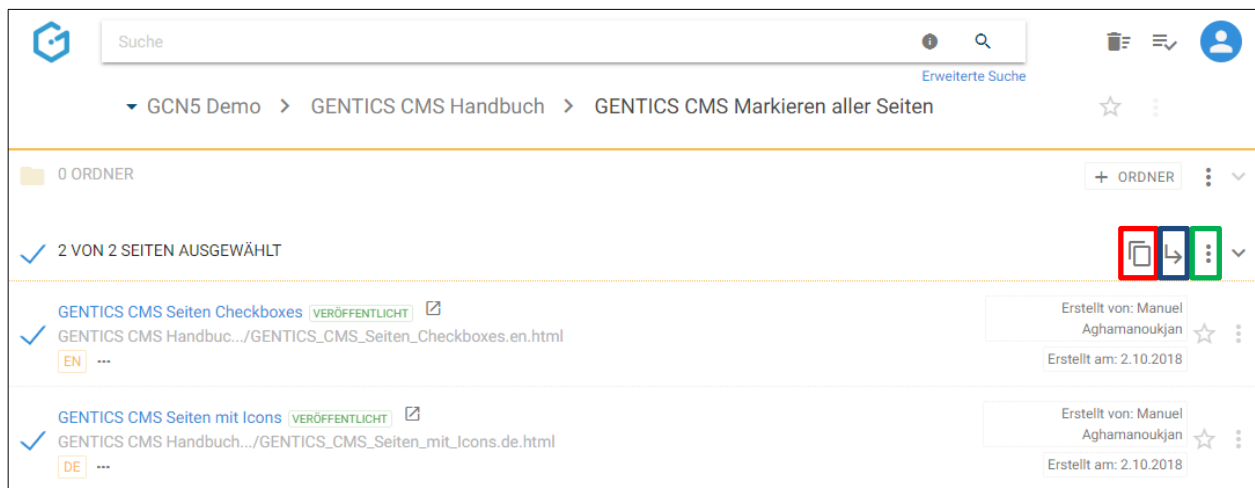 Suche
Erweiterte Suche
GCN5 Demo > GENTICS CMS Handbuch > GENTICS CMS Markieren aller Seiten
0 ORDNER
+ ORDNER
2 VON 2 SEITEN AUSGEWÄHLT
GENTICS CMS Seiten Checkboxes VERÖFFENTLICHT
GENTICS CMS Handbuc.../GENTICS_CMS_Seiten_Checkboxes.en.html
EN
Erstellt von: Manuel
Aghamanoukjan
Erstellt am: 2.10.2018
GENTICS CMS Seiten mit Icons VERÖFFENTLICHT
GENTICS CMS Handbuch.../GENTICS_CMS_Seiten_mit_Icons.de.html
DE
Erstellt von: Manuel
Aghamanoukjan
Erstellt am: 2.10.2018